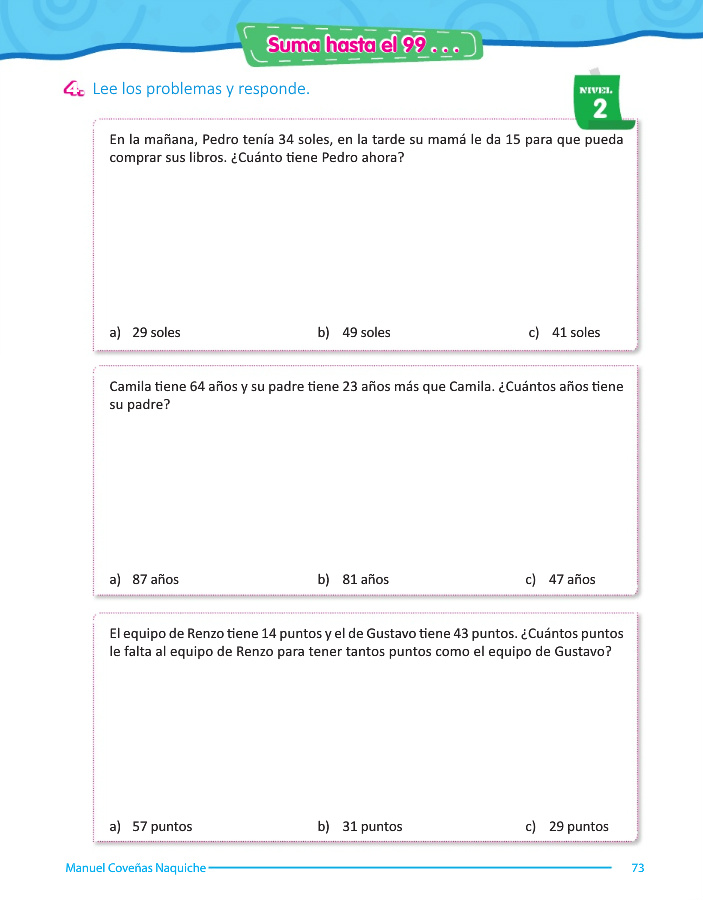 Suma hasta el 99 . . .
4. Lee los problemas y responde.
NIVEL
2
En la mañana, Pedro tenía 34 soles, en la tarde su mamá le da 15 para que pueda
comprar sus libros. ¿Cuánto tiene Pedro ahora?
a) 29 soles b) 49 soles c) 41 soles
Camila tiene 64 años y su padre tiene 23 años más que Camila. ¿Cuántos años tiene
su padre?
a) 87 años b) 81 años c) 47 años
El equipo de Renzo tiene 14 puntos y el de Gustavo tiene 43 puntos. ¿Cuántos puntos
le falta al equipo de Renzo para tener tantos puntos como el equipo de Gustavo?
a) 57 puntos b) 31 puntos c) 29 puntos
Manuel Coveñas Naquiche 73